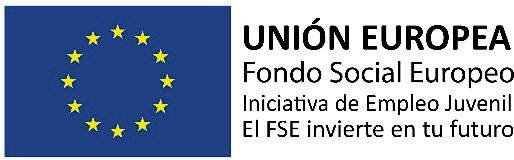 UNIÓN EUROPEA
Fondo Social Europeo
Iniciativa de Empleo Juvenil
El FSE invierte en tu futuro